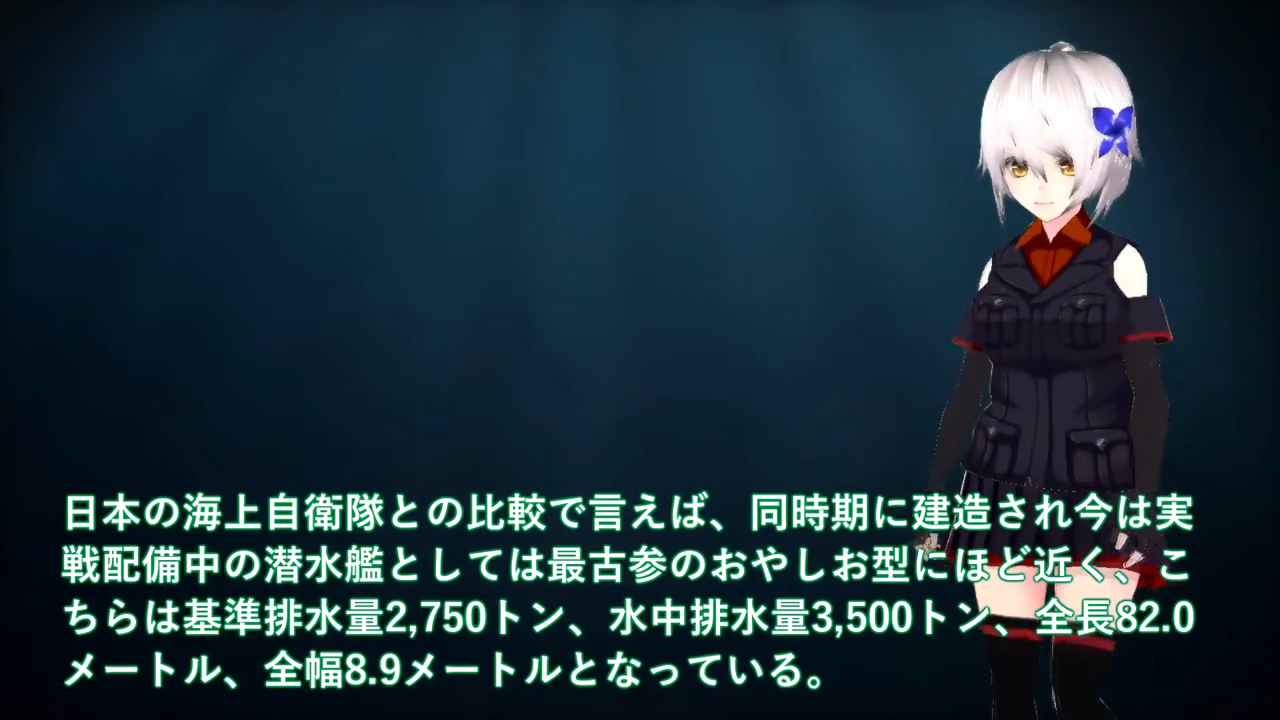 日本の海上自衛隊との比較で言えば、同時期に建造され今は実
戦配備中の潜水艦としては最古参のおやしお型にほど近く、こ
ちらは基準排水量2,750トン、水中排水量3,500トン、全長82.0
メートル、全幅8.9メートルとなっている。